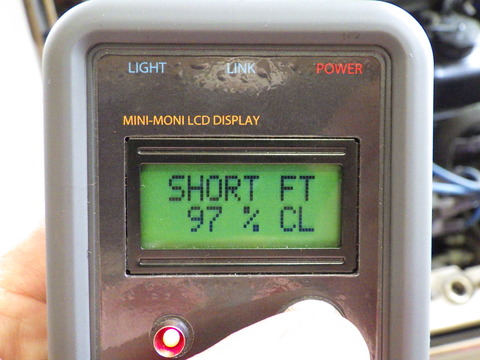 LIGHT LINK POWER
MINI-MONI LCD DISPLAY
SHORT FT
97 % CL